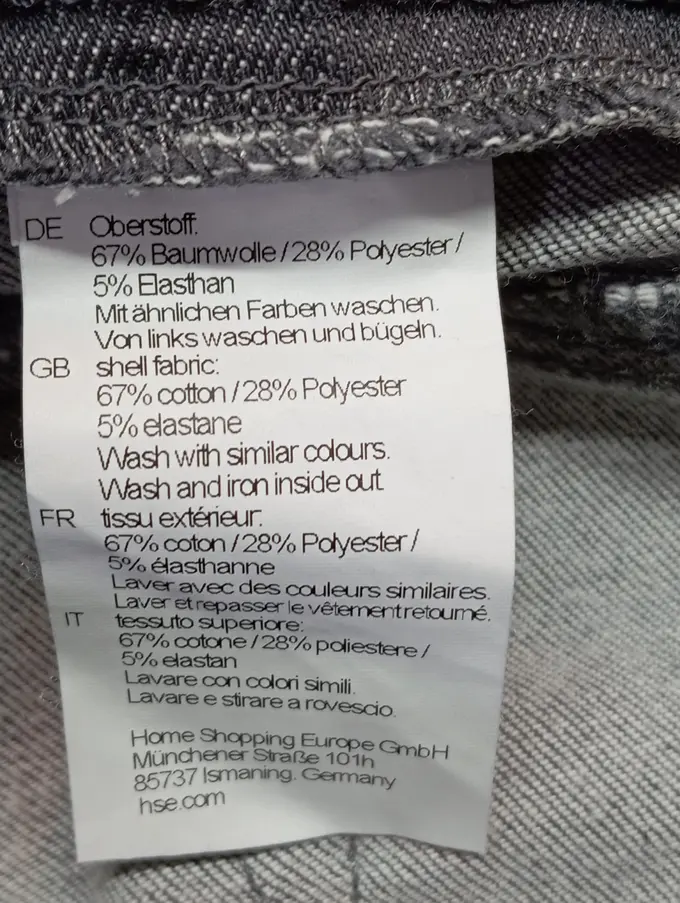 DE Oberstoff:
67% Baumwolle / 28% Polyester /
5% Elasthan
Mit ähnlichen Farben waschen.
Von links waschen und bügeln.
GB shell fabric:
67% cotton / 28% Polyester
5% elastane
Wash with similar colours.
Wash and iron inside out
FR tissu extérieur:
67% coton / 28% Polyester /
5% élasthanne
Laver avec des couleurs similaires.
Laver et repasser le vêtement retourné.
IT tessuto superiore:
67% cotone / 28% poliestere /
5% elastan
Lavare con colori simili.
Lavare e stirare a rovescio.
Home Shopping Europe GmbH
Münchener Straße 101h
85737 Ismaning. Germany
hse.com